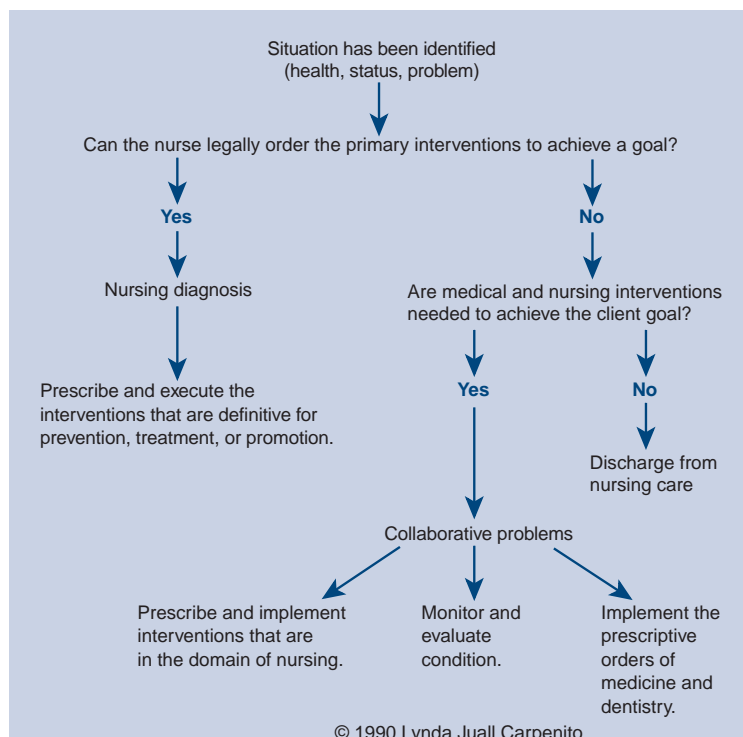 Situation has been identified
(health, status, problem)
Can the nurse legally order the primary interventions to achieve a goal?
Yes
No
Nursing diagnosis
Are medical and nursing interventions
needed to achieve the client goal?
Prescribe and execute the
interventions that are definitive for
prevention, treatment, or promotion.
Yes
No
Discharge from
nursing care
Collaborative problems
Prescribe and implement
interventions that are
in the domain of nursing.
Monitor and
evaluate
condition.
Implement the
prescriptive
orders of
medicine and
dentistry.
© 1990 Lynda Juall Carpenito